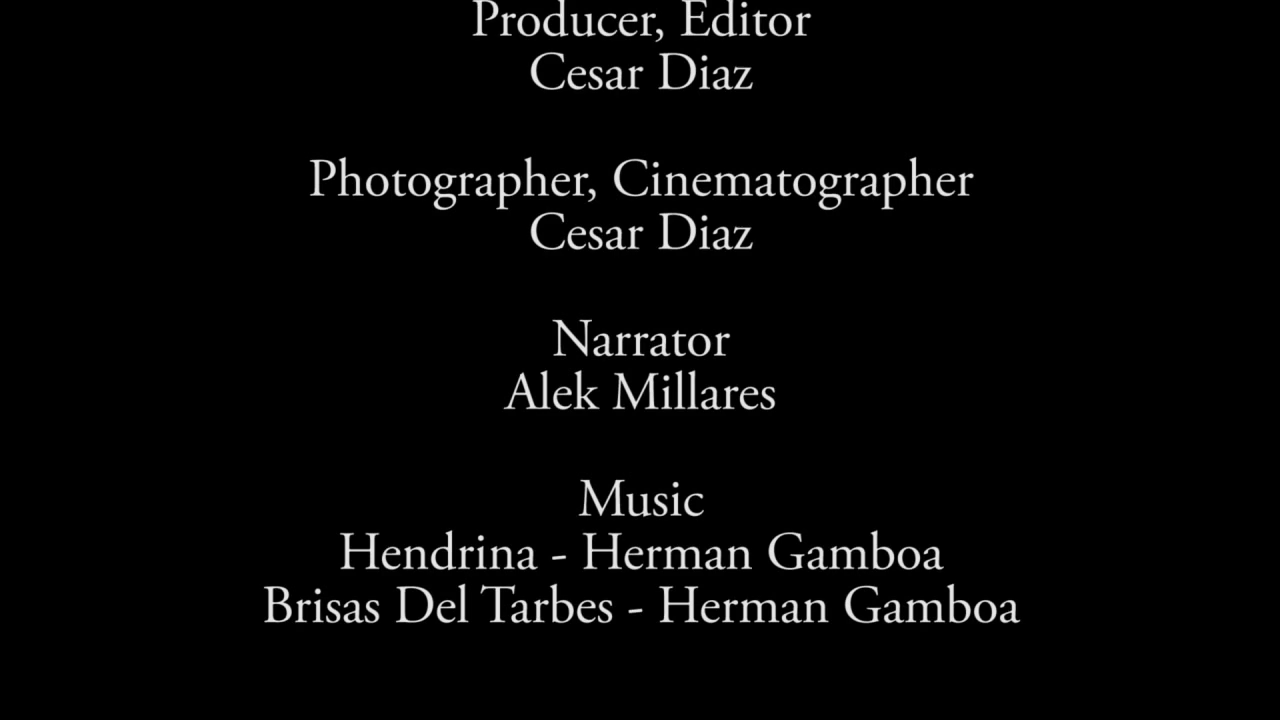 Producer, Editor
Cesar Diaz
Photographer, Cinematographer
Cesar Diaz
Narrator
Alek Millares
Music
Hendrina - Herman Gamboa
Brisas Del Tarbes - Herman Gamboa